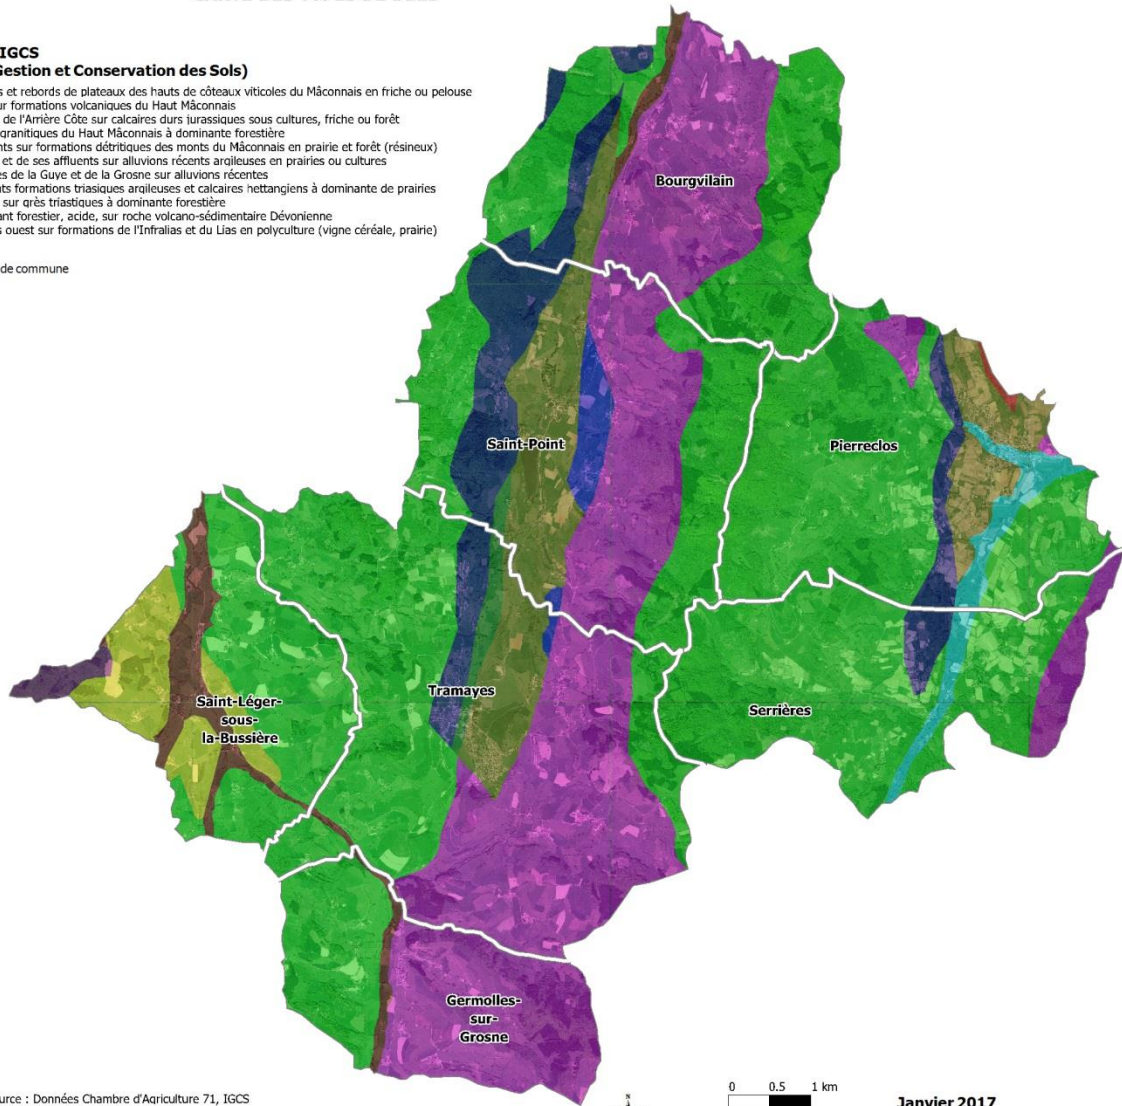 IGCS
Gestion et Conservation des Sols)
s et rebords de plateaux des hauts de côteaux viticoles du Mâconnais en friche ou pelouse
ur formations volcaniques du Haut Mâconnais
de l'Arrière Côte sur calcaires durs jurassiques sous cultures, friche ou forêt
granitiques du Haut Mâconnais à dominante forestière
nts sur formations détritiques des monts du Mâconnais en prairie et forêt (résineux)
et de ses affluents sur alluvions récents argileuses en prairies ou cultures
es de la Guye et de la Grosne sur alluvions récentes
nts formations triasiques argileuses et calcaires hettangiens à dominante de prairies
sur grès triastiques à dominante forestière
ant forestier, acide, sur roche volcano-sédimentaire Dévonienne
s ouest sur formations de l'Infralias et du Lias en polyculture (vigne céréale, prairie)
de commune
Bourgvilain
Saint-Point
Pierreclos
Saint-Léger-
sous-
la-Bussière
Tramayes
Serrières
Germolles-
sur-
Grosne
urce : Données Chambre d'Agriculture 71, IGCS
N
0 0.5 1 km
Janvier 2017